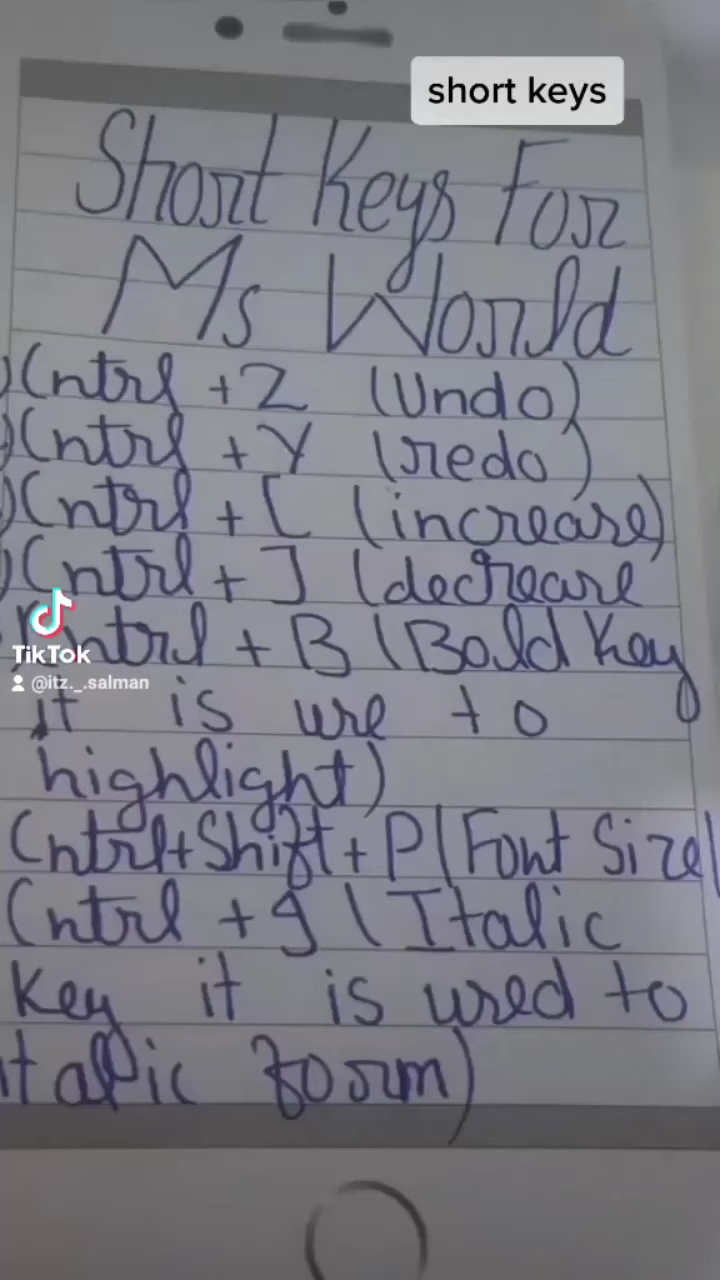 short keys
Short Keys For
Ms World
)Cntrl + Z (Undo)
)Cntrl + Y (redo)
)Cntrl + [ (increase)
)Cntrl + ] (decrease
Cntrl + B (Bold Key
TikTok
@itz._.salman
it is use to
highlight)
Cntrl+Shift+P(Font Size)
Cntrl + I (Italic
Key it is used to
italic form)